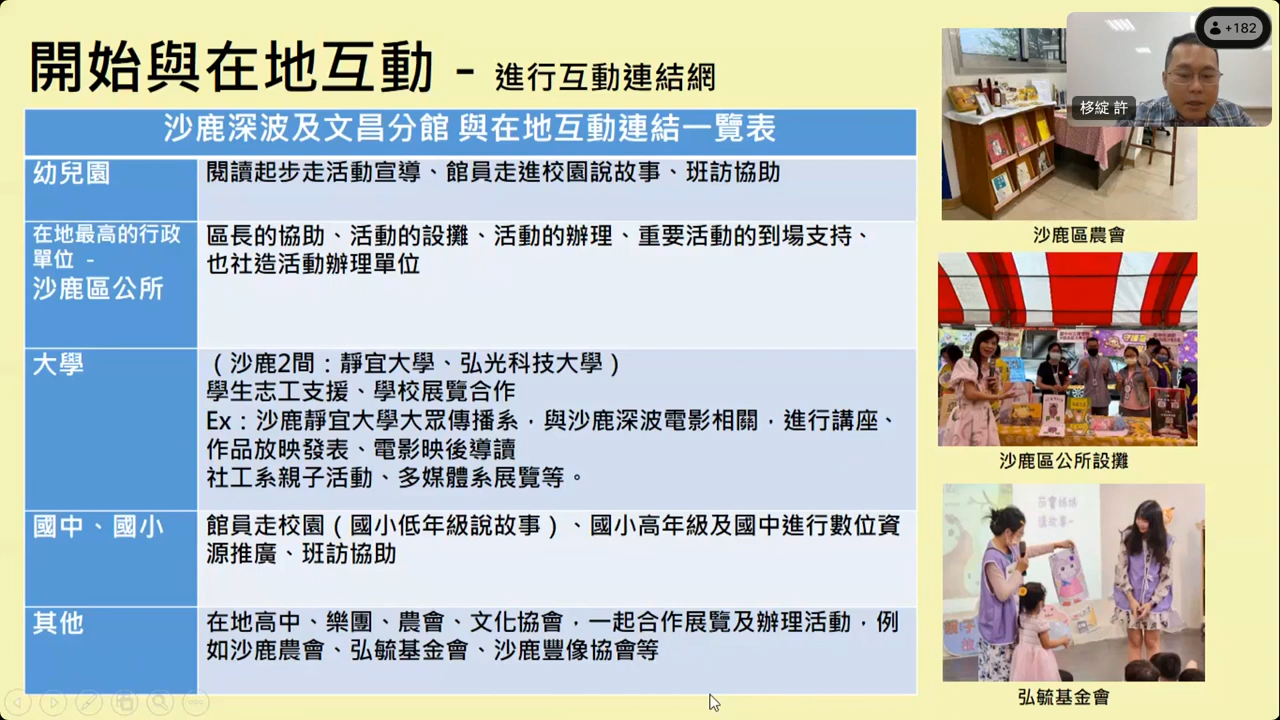 開始與在地互動 - 進行互動連結網
沙鹿深波及文昌分館 與在地互動連結一覽表
幼兒園
閱讀起步走活動宣導、館員走進校園說故事、班訪協助
在地最高的行政
單位 -
沙鹿區公所
區長的協助、活動的設攤、活動的辦理、重要活動的到場支持、
也社造活動辦理單位
大學
（沙鹿2間：靜宜大學、弘光科技大學）
學生志工支援、學校展覽合作
Ex：沙鹿靜宜大學大眾傳播系，與沙鹿深波電影相關，進行講座、
作品放映發表、電影映後導讀
社工系親子活動、多媒體系展覽等。
國中、國小
館員走校園（國小低年級說故事）、國小高年級及國中進行數位資
源推廣、班訪協助
其他
在地高中、樂團、農會、文化協會，一起合作展覽及辦理活動，例
如沙鹿農會、弘毓基金會、沙鹿豐像協會等
+182
移綻 許
沙鹿區農會
沙鹿區公所設攤
弘毓基金會